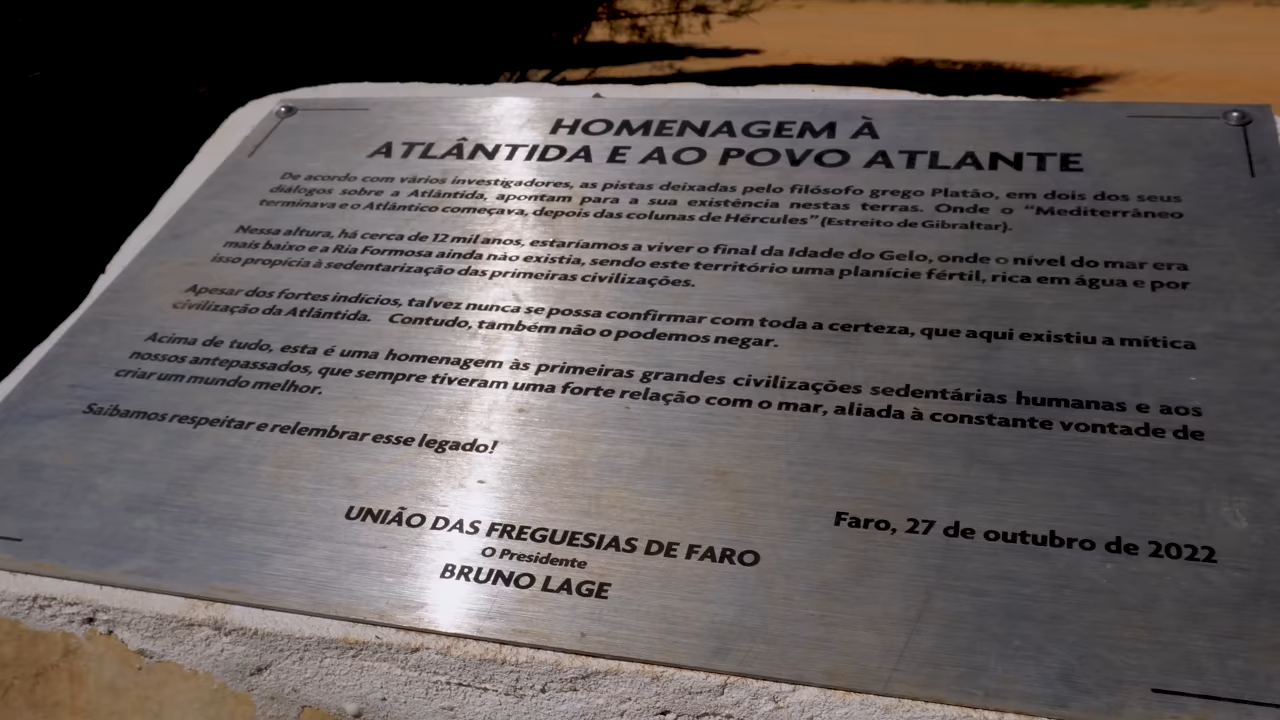 HOMENAGEM À
ATLÂNTIDA E AO POVO ATLANTE
De acordo com vários investigadores, as pistas deixadas pelo filósofo grego Platão, em dois dos seus
diálogos sobre a Atlântida, apontam para a sua existência nestas terras. Onde o “Mediterrâneo
terminava e o Atlântico começava, depois das colunas de Hércules” (Estreito de Gibraltar).
Nessa altura, há cerca de 12 mil anos, estaríamos a viver o final da Idade do Gelo, onde o nível do mar era
mais baixo e a Ria Formosa ainda não existia, sendo este território uma planície fértil, rica em água e por
isso propícia à sedentarização das primeiras civilizações.
Apesar dos fortes indícios, talvez nunca se possa confirmar com toda a certeza, que aqui existiu a mítica
civilização da Atlântida. Contudo, também não o podemos negar.
Acima de tudo, esta é uma homenagem às primeiras grandes civilizações sedentárias humanas e aos
nossos antepassados, que sempre tiveram uma forte relação com o mar, aliada à constante vontade de
criar um mundo melhor.
Saibamos respeitar e relembrar esse legado!
Faro, 27 de outubro de 2022
UNIÃO DAS FREGUESIAS DE FARO
O Presidente
BRUNO LAGE